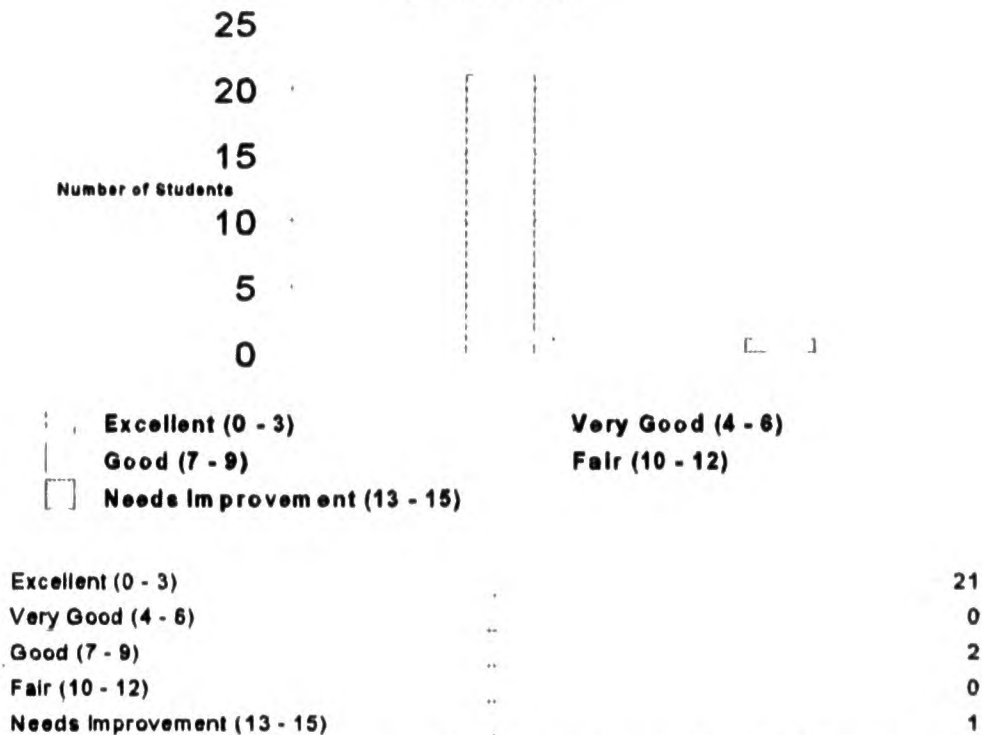 25
20
15
Number of Students
10
5
0
Excellent (0 - 3) Very Good (4 - 6)
Good (7 - 9) Fair (10 - 12)
Needs Improvement (13 - 15)
Excellent (0 - 3) 21
Very Good (4 - 6) 0
Good (7 - 9) 2
Fair (10 - 12) 0
Needs Improvement (13 - 15) 1